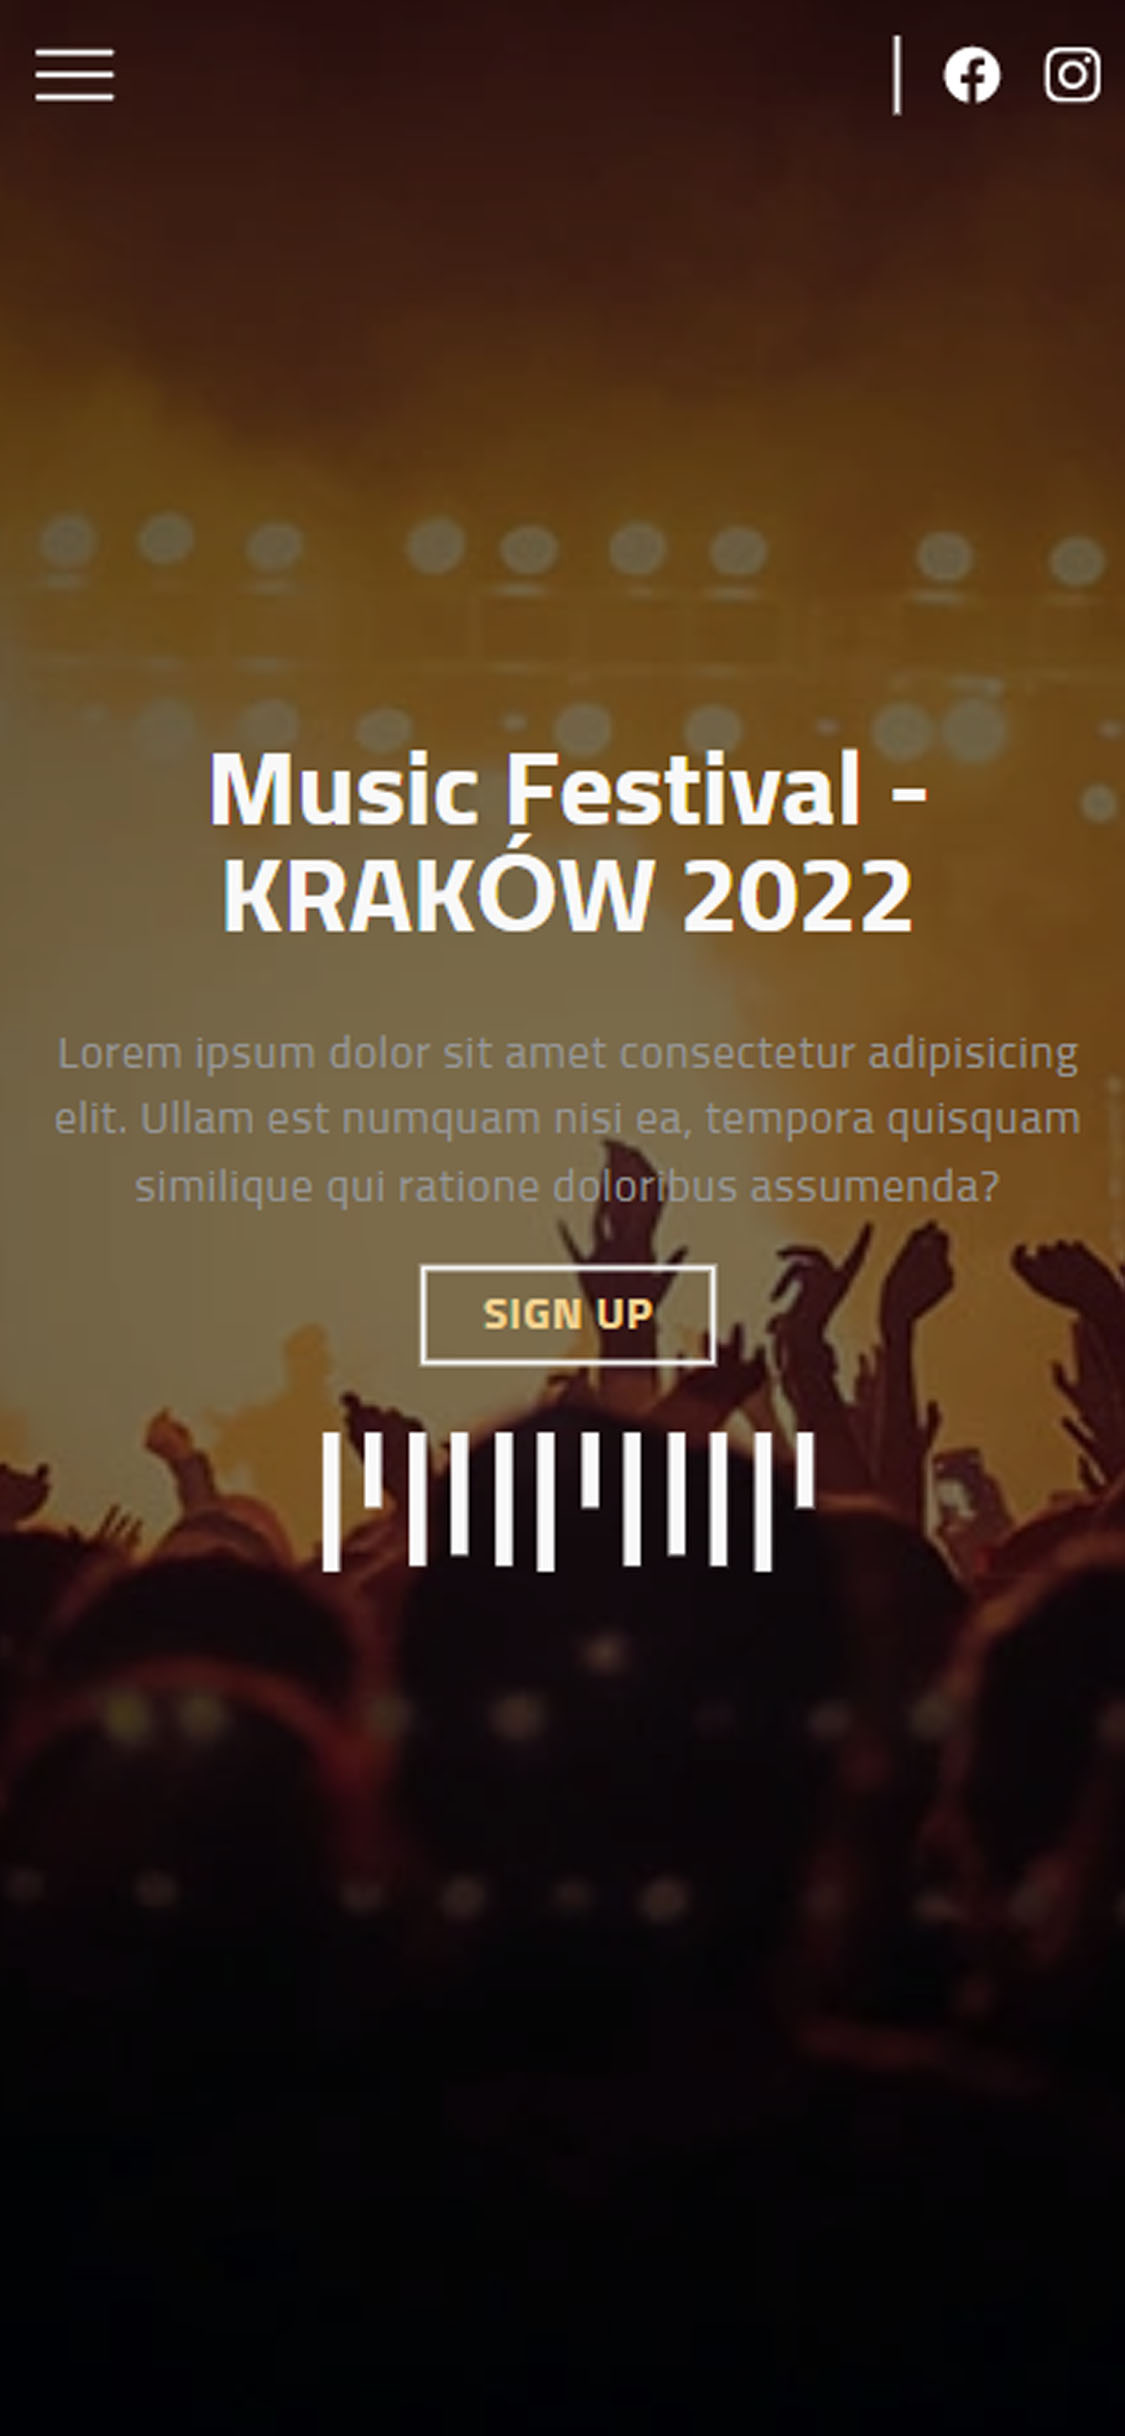 Music Festival -
KRAKÓW 2022
Lorem ipsum dolor sit amet consectetur adipisicing
elit. Ullam est numquam nisi ea, tempora quisquam
similique qui ratione doloribus assumenda?
SIGN UP